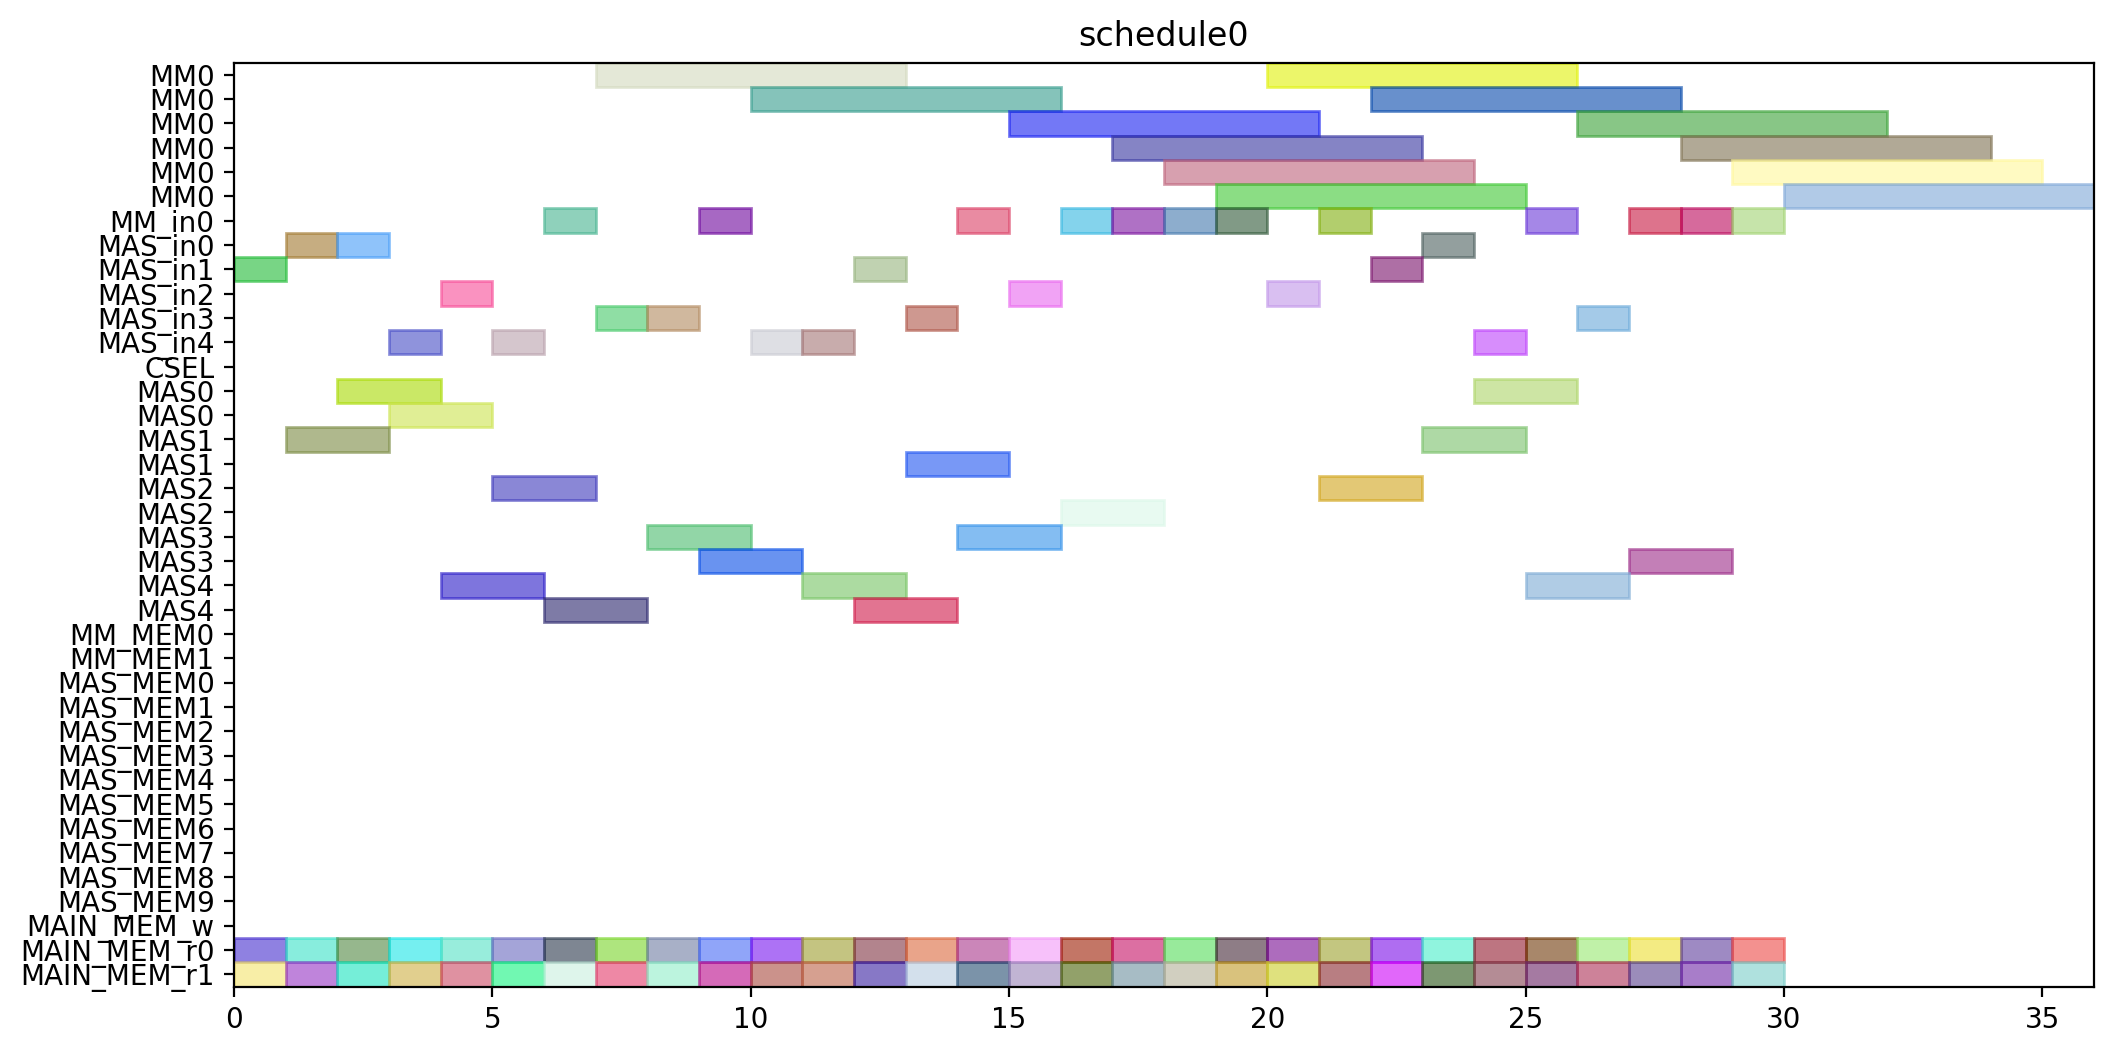 schedule0
MM0
MM0
MM0
MM0
MM0
MM0
MM_in0
MAS_in0
MAS_in1
MAS_in2
MAS_in3
MAS_in4
CSEL
MAS0
MAS0
MAS1
MAS1
MAS2
MAS2
MAS3
MAS3
MAS4
MAS4
MM_MEM0
MM_MEM1
MAS_MEM0
MAS_MEM1
MAS_MEM2
MAS_MEM3
MAS_MEM4
MAS_MEM5
MAS_MEM6
MAS_MEM7
MAS_MEM8
MAS_MEM9
MAIN_MEM_w
MAIN_MEM_r0
MAIN_MEM_r1
0 5 10 15 20 25 30 35